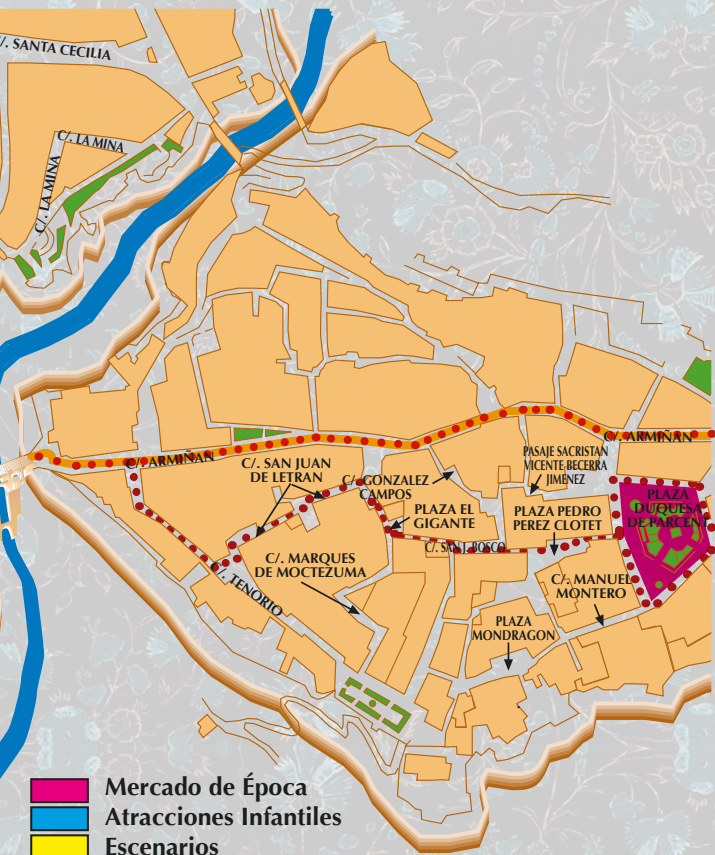 C/. SANTA CECILIA
C/. LA MINA
C/. LA MINA
C/. ARMIÑAN
C/. ARMIÑAN
C/. SAN JUAN
DE LETRAN
C/. GONZALEZ
CAMPOS
PASAJE SACRISTAN
VICENTE BECERRA
JIMÉNEZ
PLAZA EL
GIGANTE
PLAZA PEDRO
PEREZ CLOTET
PLAZA
DUQUESA
DE PARCENT
C/. SAN J. BOSCO
C/. MARQUES
DE MOCTEZUMA
C/. TENORIO
C/. MANUEL
MONTERO
PLAZA
MONDRAGON
Mercado de Época
Atracciones Infantiles
Escenarios